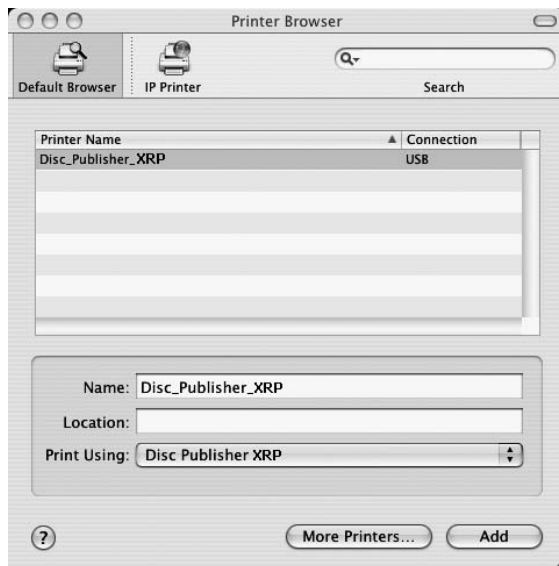 Printer Browser
Default Browser
IP Printer
Search
Printer Name Connection
Disc_Publisher_XRP USB
Name: Disc_Publisher_XRP
Location:
Print Using: Disc Publisher XRP
? More Printers... Add